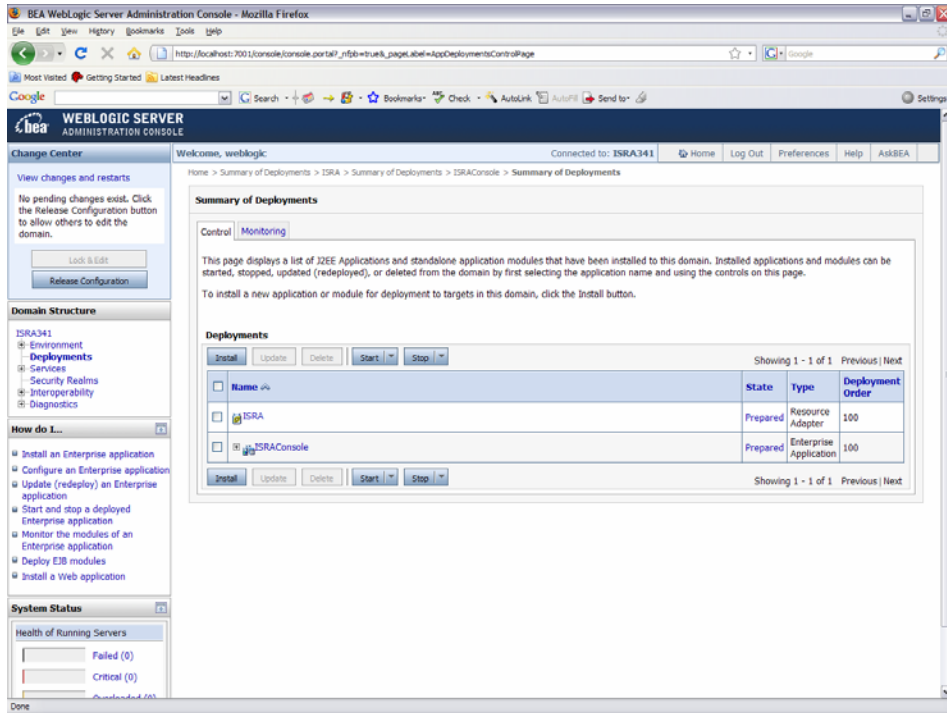 BEA WebLogic Server Administration Console - Mozilla Firefox
File Edit View History Bookmarks Tools Help
http://localhost:7001/console/console.portal?_nfpb=true&_pageLabel=AppDeploymentsControlPage
Google
Most Visited Getting Started Latest Headlines
Google Search Bookmarks Check AutoLink AutoFill Send to Settings
bea WEBLOGIC SERVER
ADMINISTRATION CONSOLE
Change Center
View changes and restarts
No pending changes exist. Click
the Release Configuration button
to allow others to edit the
domain.
Lock & Edit
Release Configuration
Domain Structure
ISRA341
Environment
Deployments
Services
Security Realms
Interoperability
Diagnostics
How do I...
Install an Enterprise application
Configure an Enterprise application
Update (redeploy) an Enterprise
application
Start and stop a deployed
Enterprise application
Monitor the modules of an
Enterprise application
Deploy EJB modules
Install a Web application
System Status
Health of Running Servers
Failed (0)
Critical (0)
Overloaded (0)
Welcome, weblogic Connected to: ISRA341 Home Log Out Preferences Help AskBEA
Home > Summary of Deployments > ISRA > Summary of Deployments > ISRAConsole > Summary of Deployments
Summary of Deployments
Control Monitoring
This page displays a list of J2EE Applications and standalone application modules that have been installed to this domain. Installed applications and modules can be
started, stopped, updated (redeployed), or deleted from the domain by first selecting the application name and using the controls on this page.
To install a new application or module for deployment to targets in this domain, click the Install button.
Deployments
Install Update Delete Start Stop Showing 1 - 1 of 1 Previous | Next
Name State Type Deployment
Order
ISRA Prepared Resource
Adapter 100
ISRAConsole Prepared Enterprise
Application 100
Install Update Delete Start Stop Showing 1 - 1 of 1 Previous | Next
Done